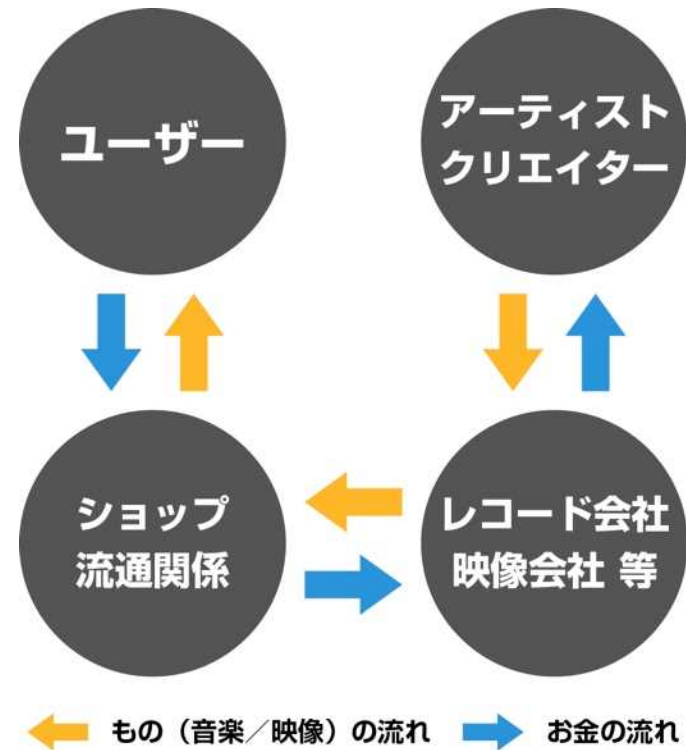 ユーザー
アーティスト
クリエイター
ショップ
流通関係
レコード会社
映像会社 等
もの（音楽／映像）の流れ
お金の流れ